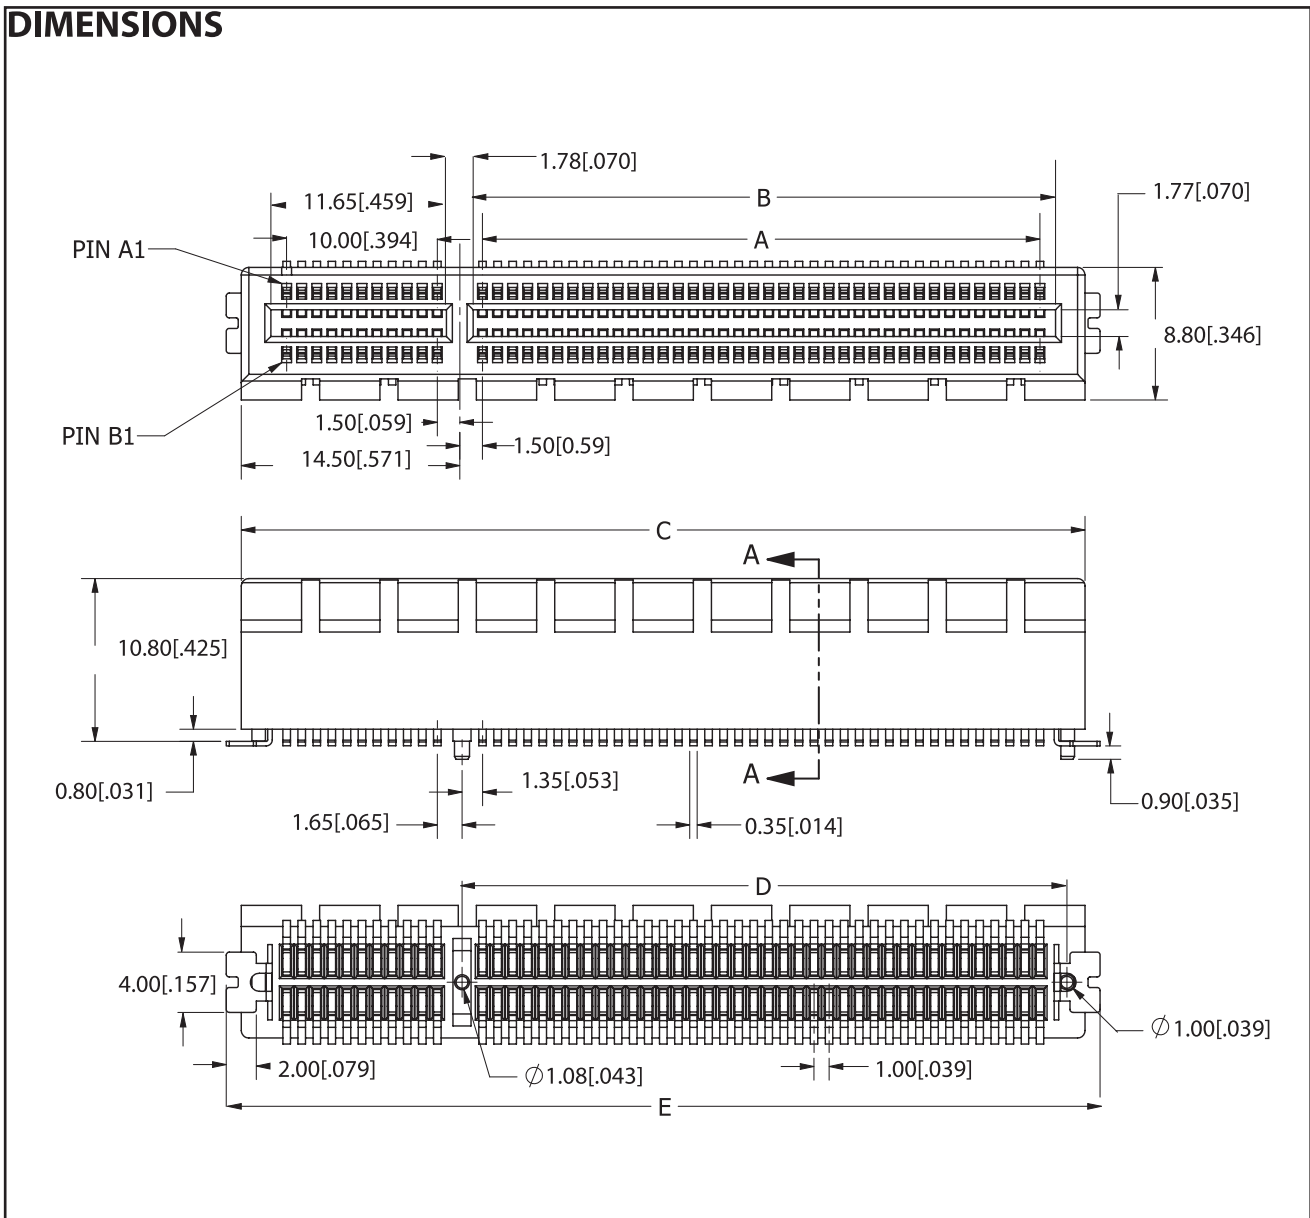 DIMENSIONS
1.78[.070]
11.65[.459]
B
1.77[.070]
PIN A1
10.00[.394]
A
8.80[.346]
1.50[.059]
PIN B1
1.50[0.59]
14.50[.571]
C
A
10.80[.425]
A
1.35[.053]
0.80[.031]
0.90[.035]
1.65[.065]
0.35[.014]
D
4.00[.157]
∅1.00[.039]
2.00[.079]
∅1.08[.043]
1.00[.039]
E